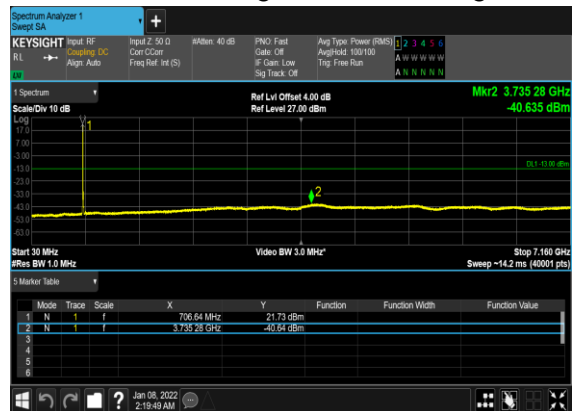 Spectrum Analyzer 1
Swept SA
KEYSIGHT Input: RF Input Z: 50 Ω #Atten: 40 dB PNO: Fast Avg Type: Power (RMS) 1 2 3 4 5 6
RL Coupling: DC Corr CCorr Gate: Off Avg|Hold: 100/100 A W W W W W
Align: Auto Freq Ref: Int (S) IF Gain: Low Trig: Free Run
Sig Track: Off A N N N N N
1 Spectrum Ref Lvl Offset 4.00 dB Mkr2 3.735 28 GHz
Scale/Div 10 dB Ref Level 27.00 dBm -40.635 dBm
Log
17.0
1
7.00
-3.00
-13.0 DL1 -13.00 dBm
-23.0
-33.0 2
-43.0
-53.0
-63.0
Start 30 MHz Video BW 3.0 MHz* Stop 7.160 GHz
#Res BW 1.0 MHz Sweep ~14.2 ms (40001 pts)
5 Marker Table
Mode Trace Scale X Y Function Function Width Function Value
1 N 1 f 706.64 MHz 21.73 dBm
2 N 1 f 3.735 28 GHz -40.64 dBm
3
4
5
6
? Jan 08, 2022
2:19:49 AM